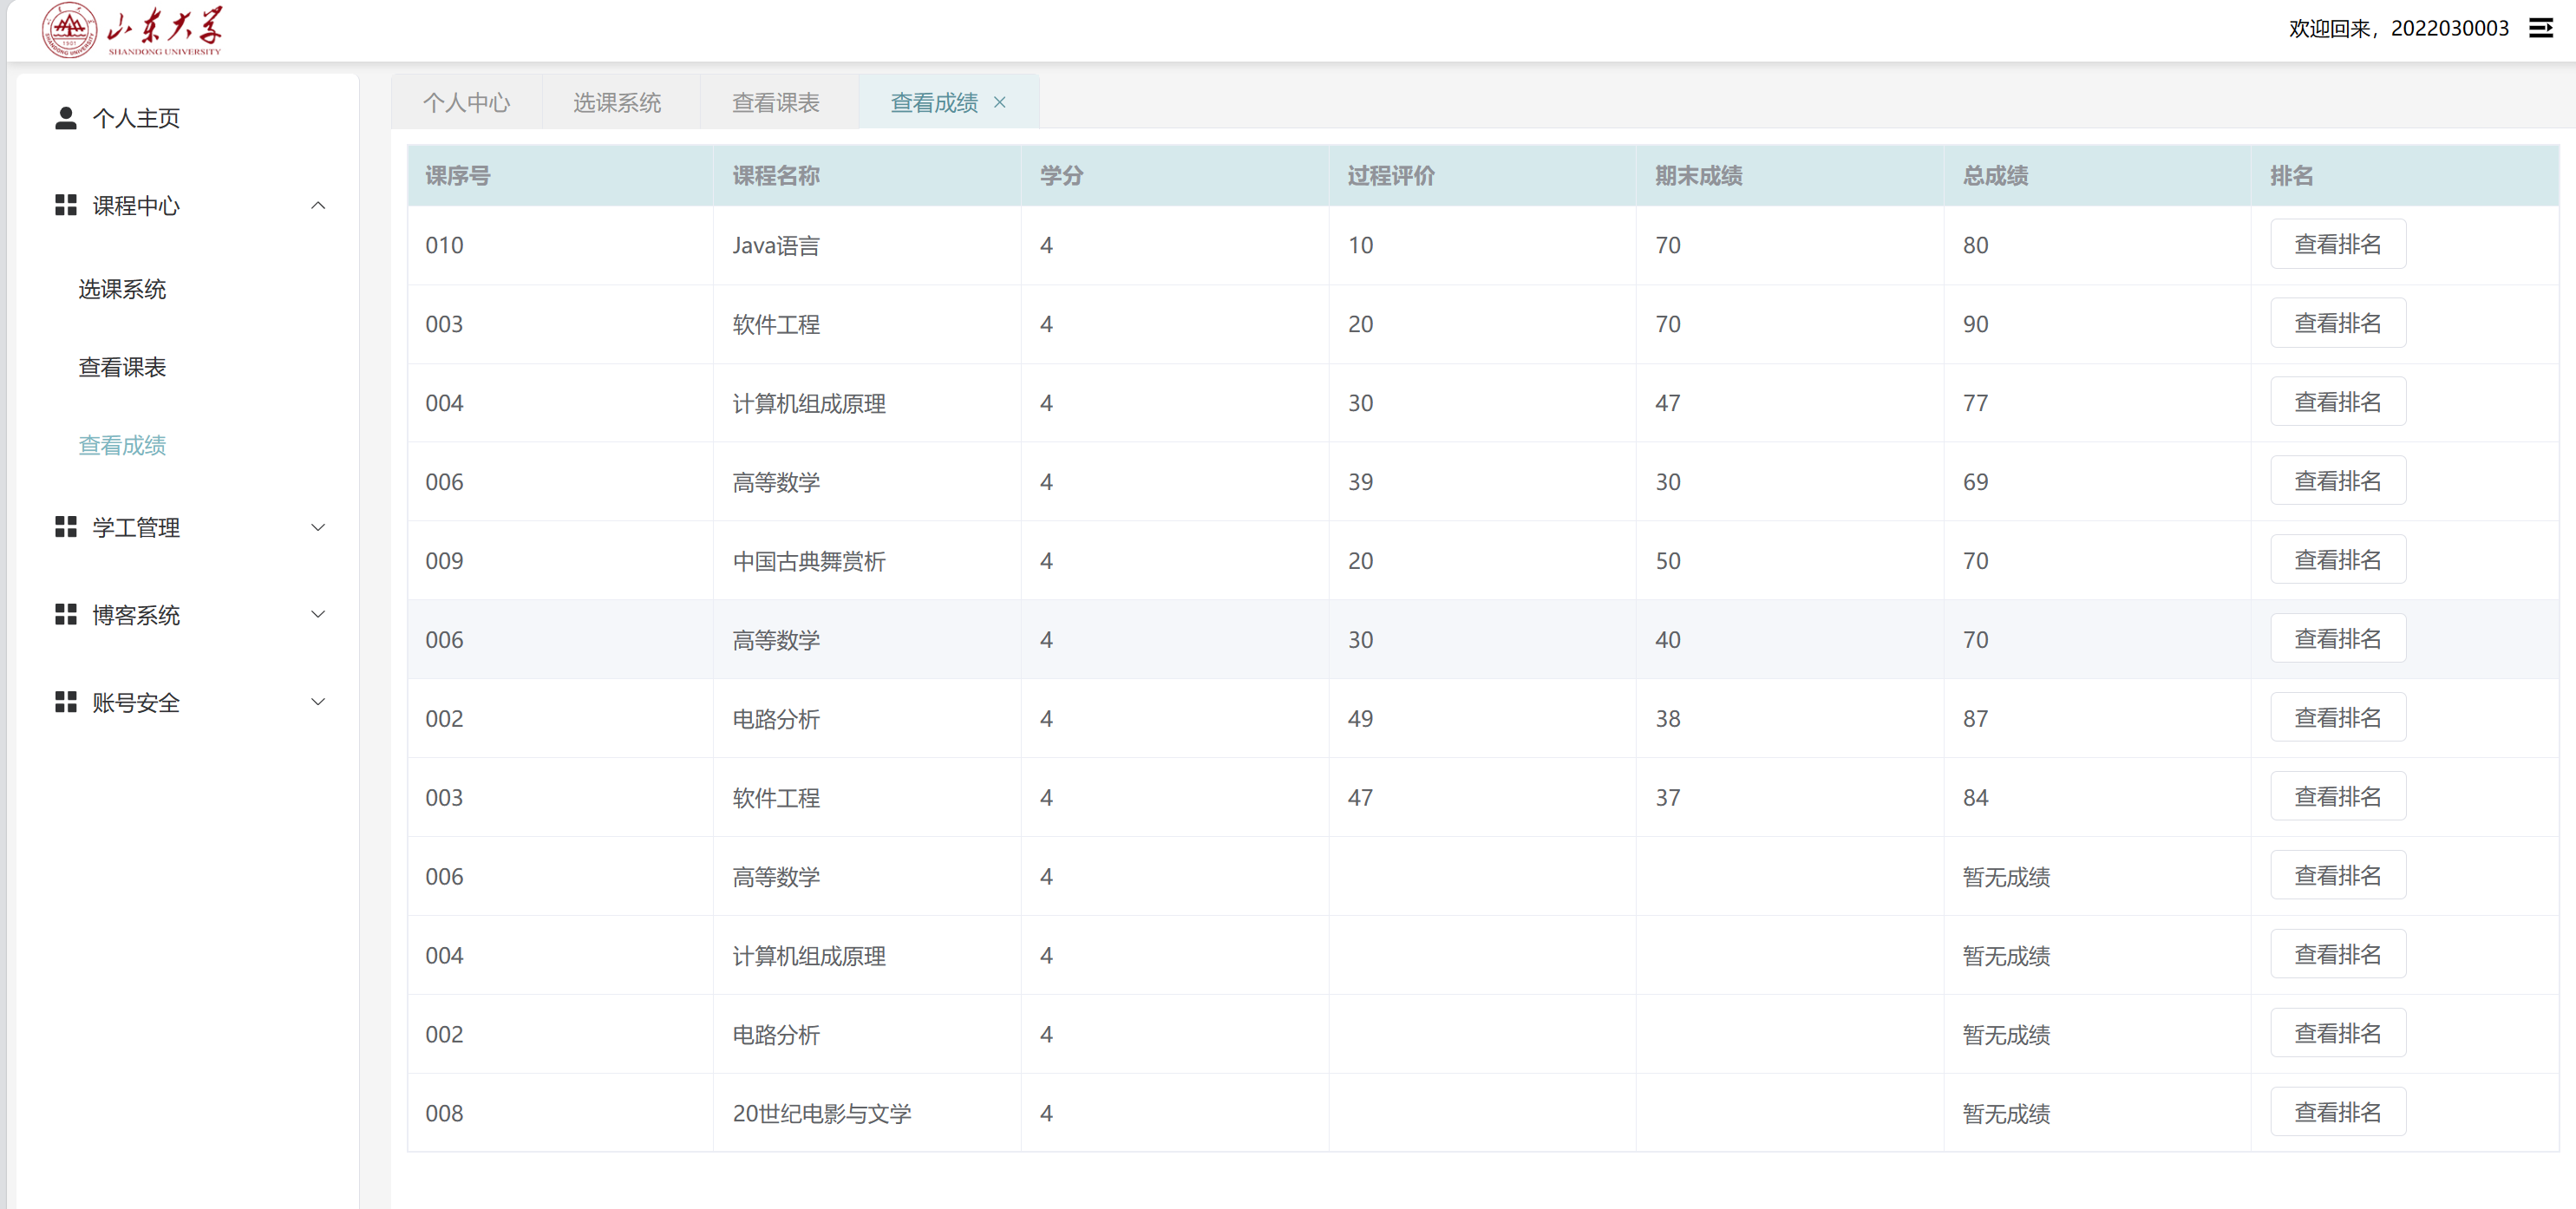 山东大学
SHANDONG UNIVERSITY
1901
欢迎回来，2022030003
个人主页
课程中心
选课系统
查看课表
查看成绩
学工管理
博客系统
账号安全
个人中心 选课系统 查看课表 查看成绩 ×
课序号 课程名称 学分 过程评价 期末成绩 总成绩 排名
010 Java语言 4 10 70 80 查看排名
003 软件工程 4 20 70 90 查看排名
004 计算机组成原理 4 30 47 77 查看排名
006 高等数学 4 39 30 69 查看排名
009 中国古典舞赏析 4 20 50 70 查看排名
006 高等数学 4 30 40 70 查看排名
002 电路分析 4 49 38 87 查看排名
003 软件工程 4 47 37 84 查看排名
006 高等数学 4 暂无成绩 查看排名
004 计算机组成原理 4 暂无成绩 查看排名
002 电路分析 4 暂无成绩 查看排名
008 20世纪电影与文学 4 暂无成绩 查看排名